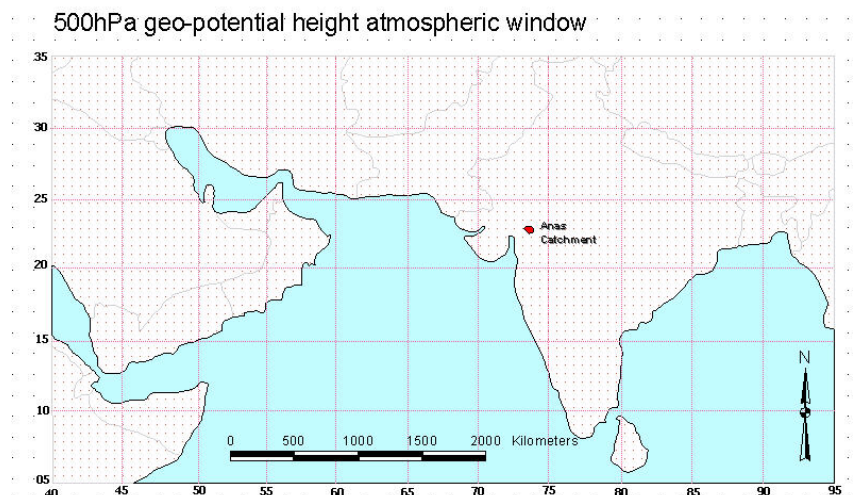 500hPa geo-potential height atmospheric window
35
30
25
20
15
10
05
Anas
Catchment
N
0 500 1000 1500 2000 Kilometers
40 45 50 55 60 65 70 75 80 85 90 95